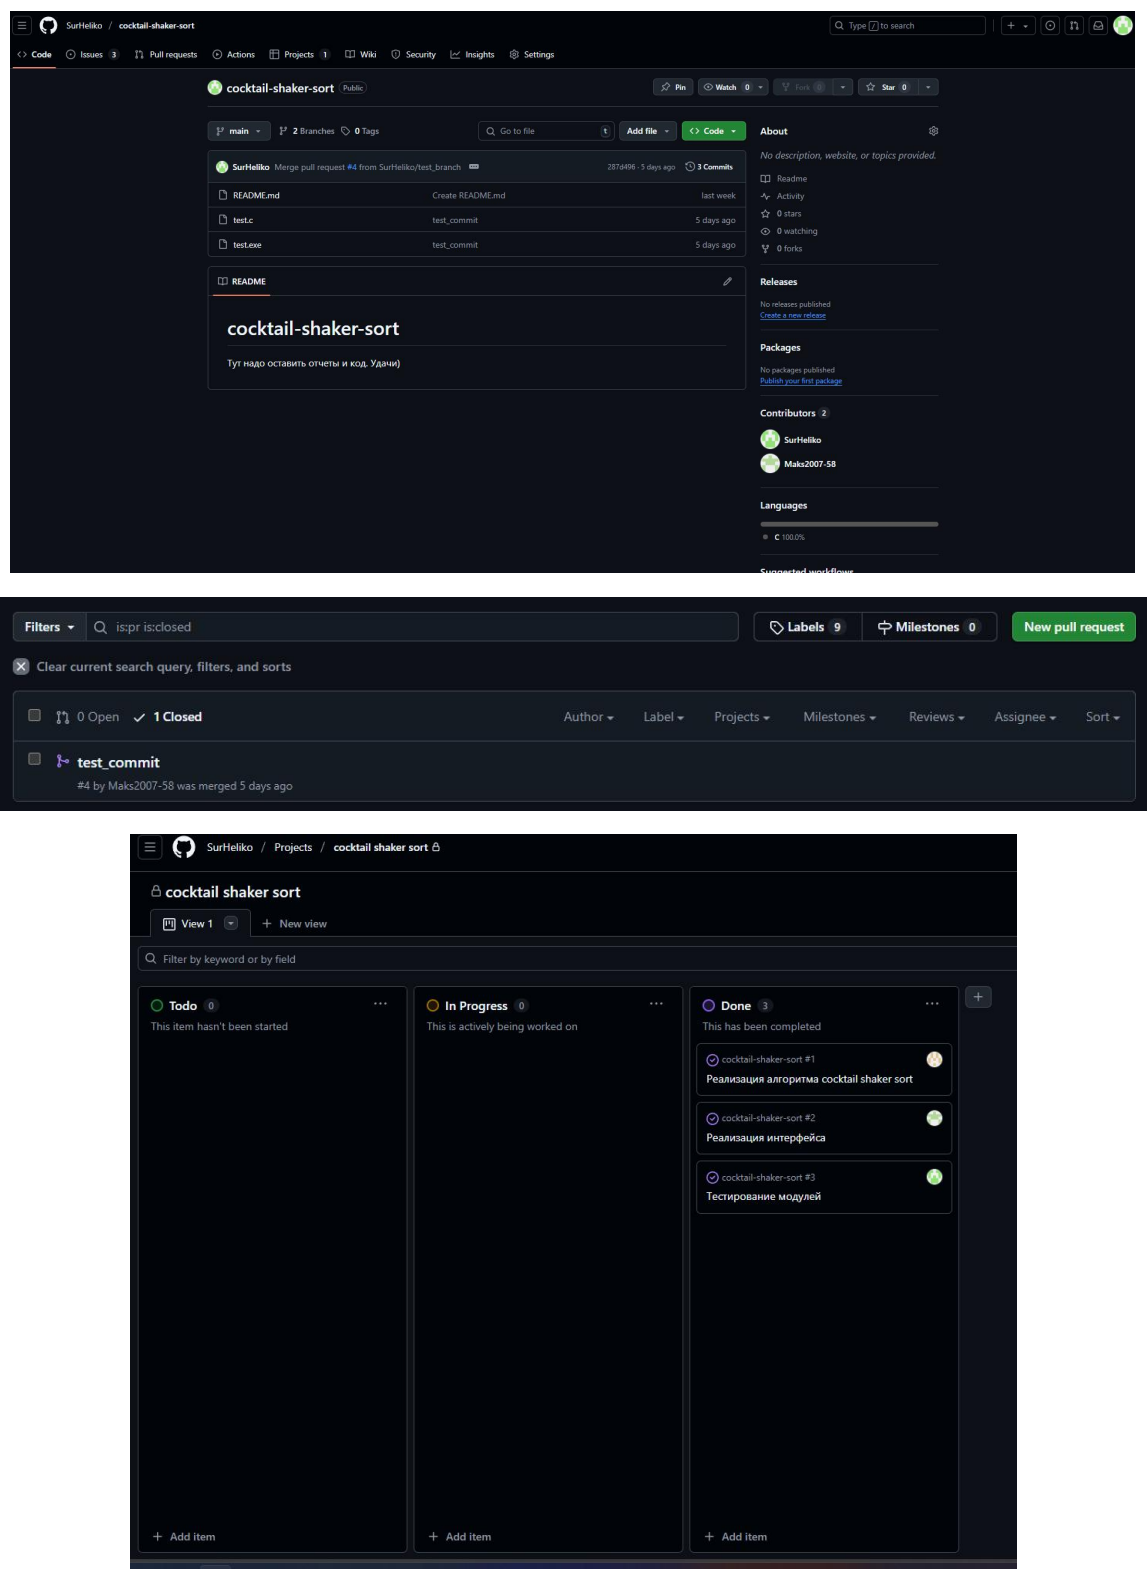 SurHeliko / cocktail-shaker-sort
Type / to search
Code Issues 3 Pull requests Actions Projects 1 Wiki Security Insights Settings
cocktail-shaker-sort Public
Pin Watch 0 Fork 0 Star 0
main 2 Branches 0 Tags Go to file t Add file Code
SurHeliko Merge pull request #4 from SurHeliko/test_branch 287d496 · 5 days ago 3 Commits
README.md Create README.md last week
test.c test_commit 5 days ago
test.exe test_commit 5 days ago
README
cocktail-shaker-sort
Тут надо оставить отчеты и код. Удачи)
About
No description, website, or topics provided.
Readme
Activity
0 stars
0 watching
0 forks
Releases
No releases published
Create a new release
Packages
No packages published
Publish your first package
Contributors 2
SurHeliko
Maks2007-58
Languages
C 100.0%
Suggested workflows
Filters is:pr is:closed Labels 9 Milestones 0 New pull request
Clear current search query, filters, and sorts
0 Open 1 Closed Author Label Projects Milestones Reviews Assignee Sort
test_commit
#4 by Maks2007-58 was merged 5 days ago
SurHeliko / Projects / cocktail shaker sort
cocktail shaker sort
View 1 + New view
Filter by keyword or by field
Todo 0
This item hasn't been started
+ Add item
In Progress 0
This is actively being worked on
+ Add item
Done 3
This has been completed
cocktail-shaker-sort #1
Реализация алгоритма cocktail shaker sort
cocktail-shaker-sort #2
Реализация интерфейса
cocktail-shaker-sort #3
Тестирование модулей
+ Add item